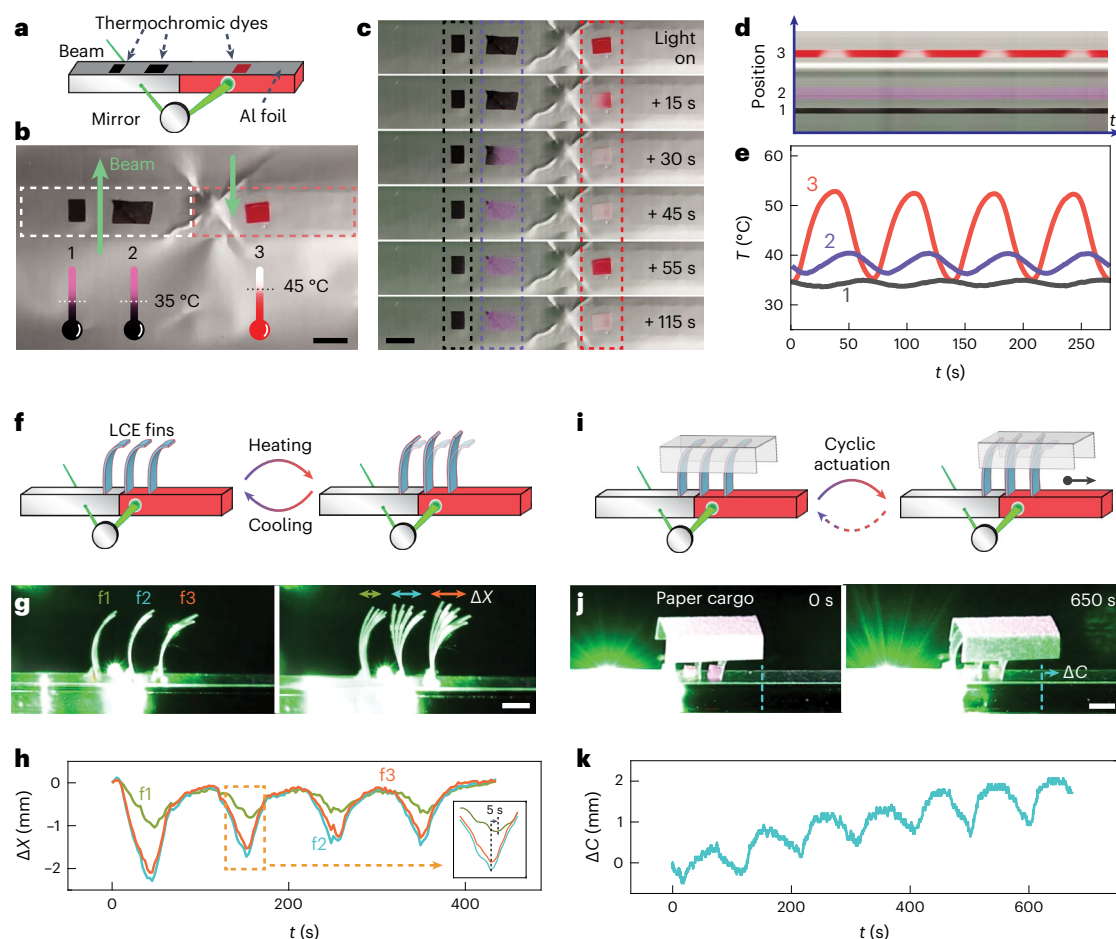 a
Thermochromic dyes
Beam
Mirror
Al foil
b
Beam
1
2
3
35 °C
45 °C
c
Light on
+ 15 s
+ 30 s
+ 45 s
+ 55 s
+ 115 s
d
Position
3
2
1
t
e
60
50
40
30
T (°C)
3
2
1
0
50
100
150
200
250
t (s)
f
LCE fins
Heating
Cooling
i
Cyclic
actuation
g
f1
f2
f3
ΔX
j
Paper cargo
0 s
650 s
ΔC
h
0
−1
−2
ΔX (mm)
f1
f2
f3
5 s
0
200
400
t (s)
k
2
1
0
ΔC (mm)
0
200
400
600
t (s)